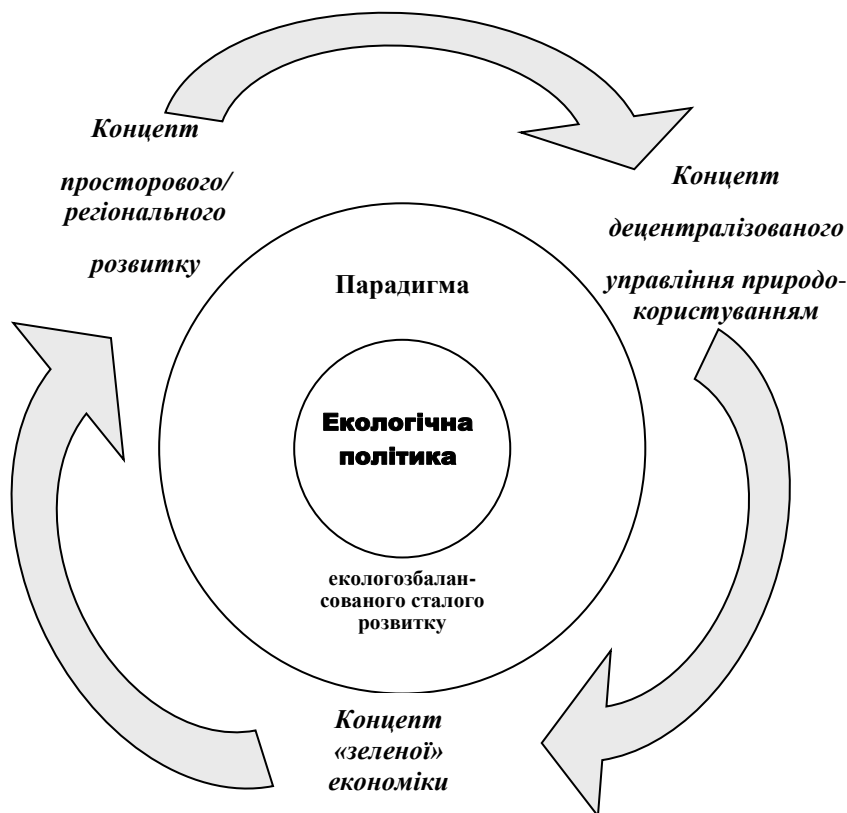 Концепт
просторового/
регіонального
розвитку
Концепт
децентралізованого
управління природо-
користуванням
Парадигма
Екологічна
політика
екологозбалан-
сованого сталого
розвитку
Концепт
«зеленої»
економіки